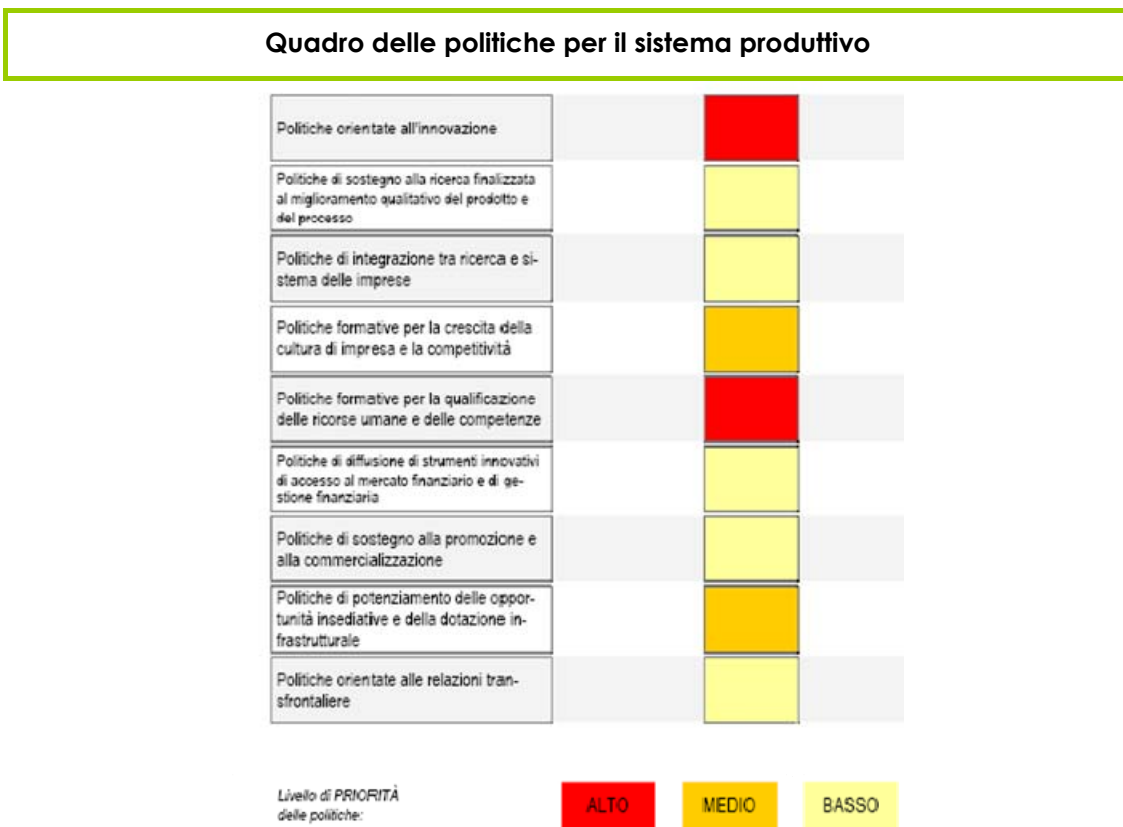 Quadro delle politiche per il sistema produttivo
Politiche orientate all'innovazione
Politiche di sostegno alla ricerca finalizzata
al miglioramento qualitativo del prodotto e
del processo
Politiche di integrazione tra ricerca e si-
stema delle imprese
Politiche formative per la crescita della
cultura di impresa e la competitività
Politiche formative per la qualificazione
delle ricorse umane e delle competenze
Politiche di diffusione di strumenti innovativi
di accesso al mercato finanziario e di ge-
stione finanziaria
Politiche di sostegno alla promozione e
alla commercializzazione
Politiche di potenziamento delle oppor-
tunità insediative e della dotazione in-
frastrutturale
Politiche orientate alle relazioni tran-
sfrontaliere
Livello di PRIORITÀ
delle politiche:
ALTO
MEDIO
BASSO